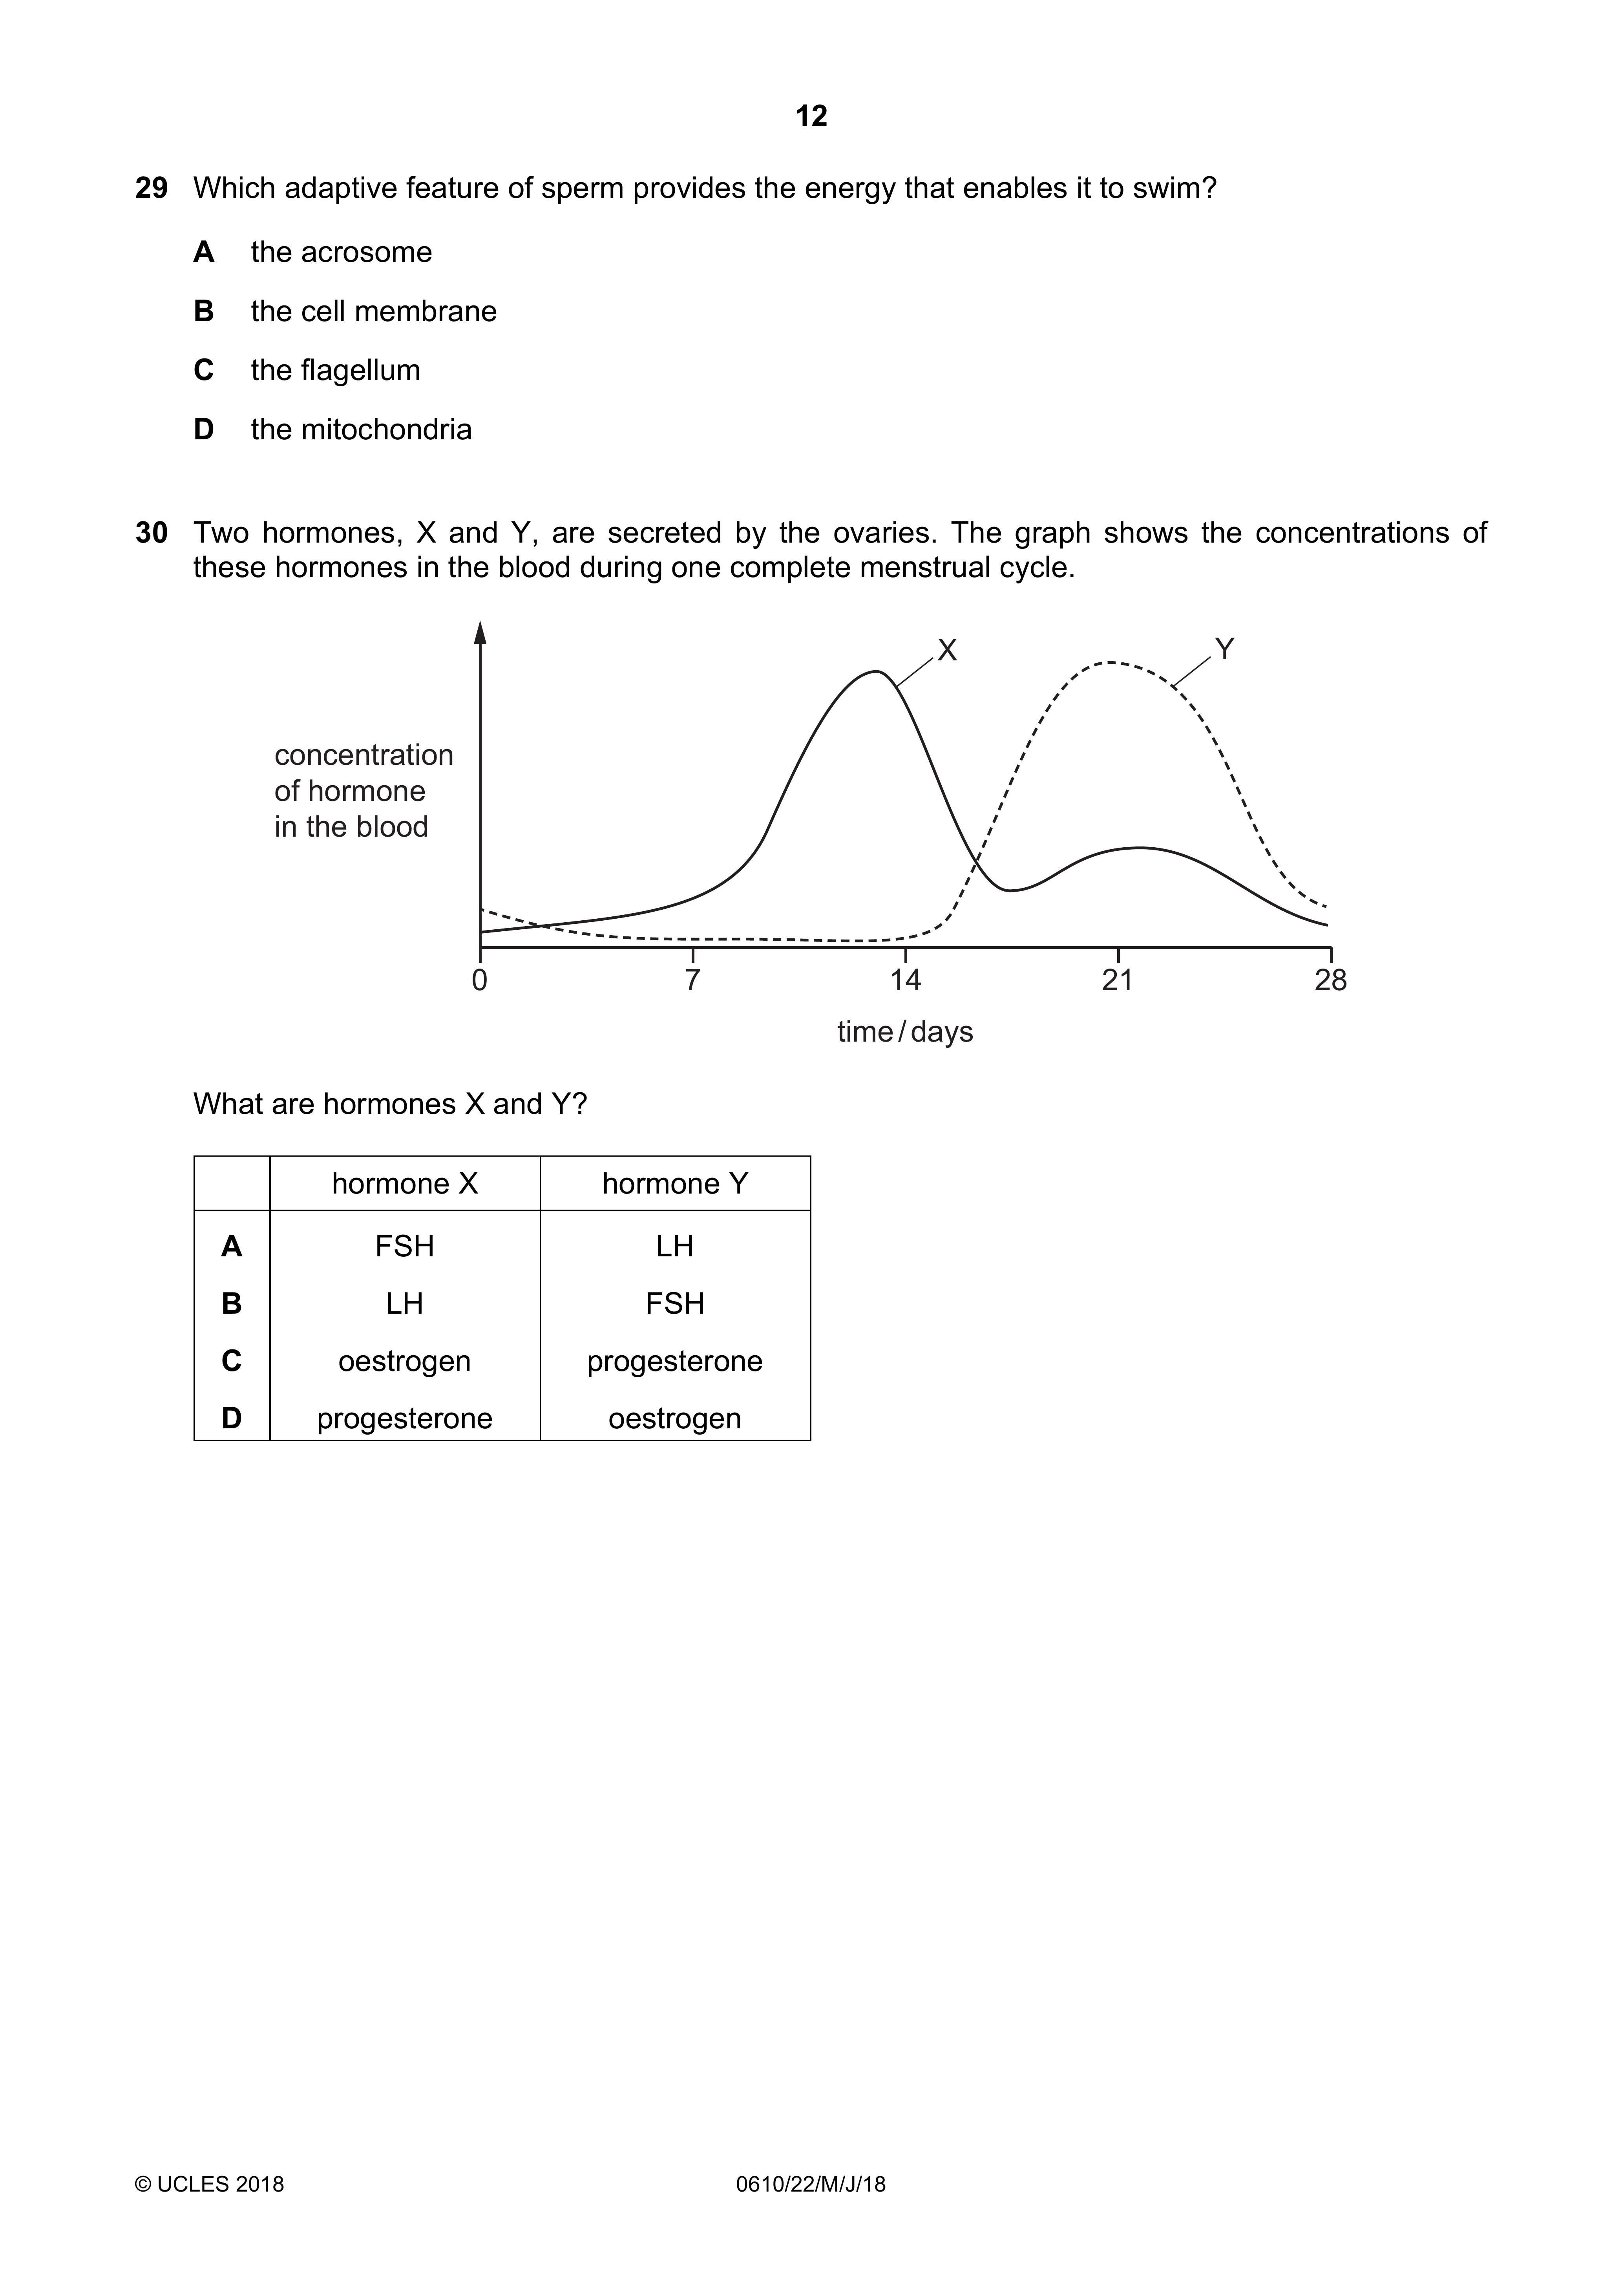 12
29 Which adaptive feature of sperm provides the energy that enables it to swim?
A the acrosome
B the cell membrane
C the flagellum
D the mitochondria
30 Two hormones, X and Y, are secreted by the ovaries. The graph shows the concentrations of
these hormones in the blood during one complete menstrual cycle.
X
Y
concentration
of hormone
in the blood
0 7 14 21 28
time / days
What are hormones X and Y?
hormone X hormone Y
A FSH LH
B LH FSH
C oestrogen progesterone
D progesterone oestrogen
© UCLES 2018 0610/22/M/J/18